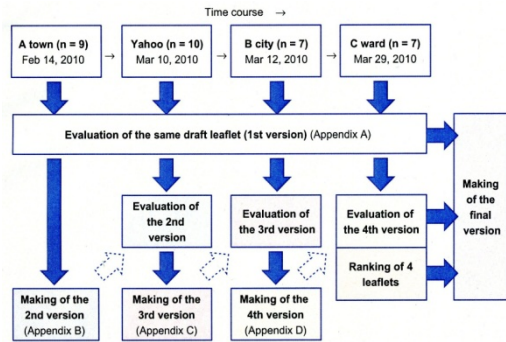 Time course →
A town (n = 9)
Feb 14, 2010
→
Yahoo (n = 10)
Mar 10, 2010
→
B city (n = 7)
Mar 12, 2010
→
C ward (n = 7)
Mar 29, 2010
Evaluation of the same draft leaflet (1st version) (Appendix A)
Making
of the
final
version
Evaluation of
the 2nd
version
Evaluation of
the 3rd version
Evaluation of
the 4th version
Ranking of 4
leaflets
Making of the
2nd version
(Appendix B)
Making of the
3rd version
(Appendix C)
Making of the
4th version
(Appendix D)